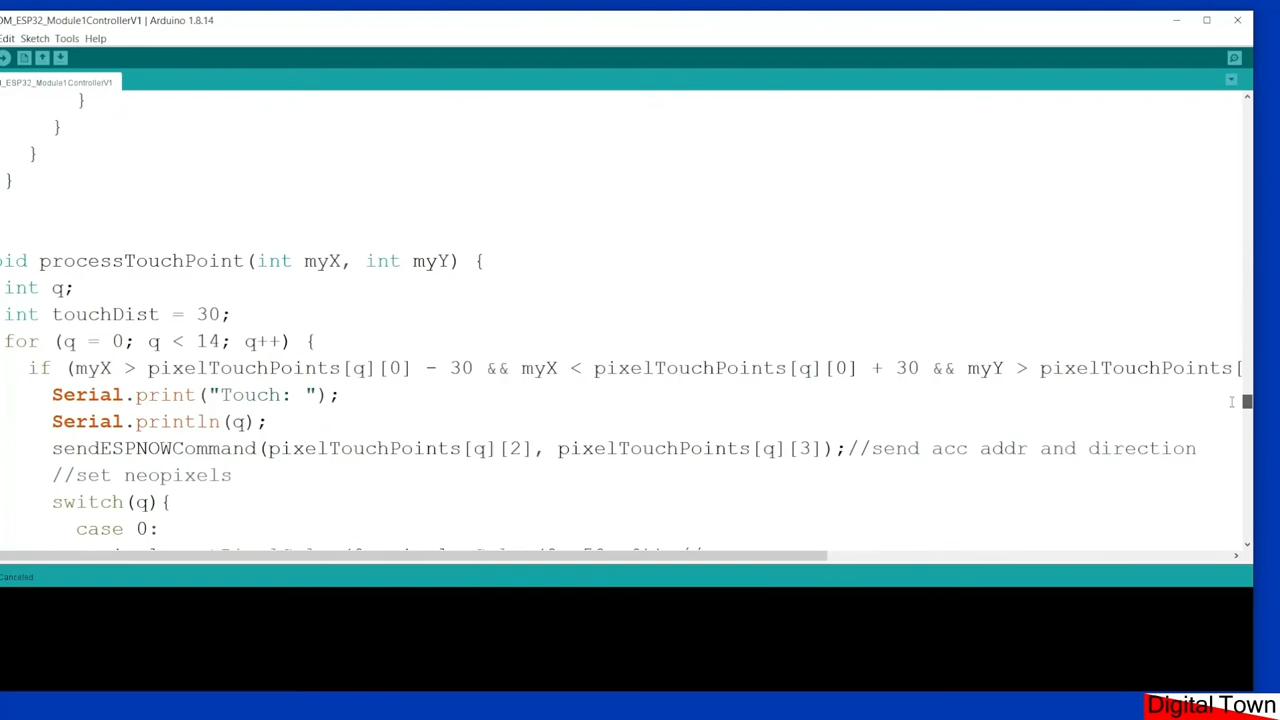 DM_ESP32_Module1ControllerV1 | Arduino 1.8.14
Edit Sketch Tools Help
_ESP32_Module1ControllerV1
}
}
}
}
oid processTouchPoint(int myX, int myY) {
int q;
int touchDist = 30;
for (q = 0; q < 14; q++) {
if (myX > pixelTouchPoints[q][0] - 30 && myX < pixelTouchPoints[q][0] + 30 && myY > pixelTouchPoints[
Serial.print("Touch: ");
Serial.println(q);
sendESPNOWCommand(pixelTouchPoints[q][2], pixelTouchPoints[q][3]);//send acc addr and direction
//set neopixels
switch(q){
case 0:
Canceled
Digital Town